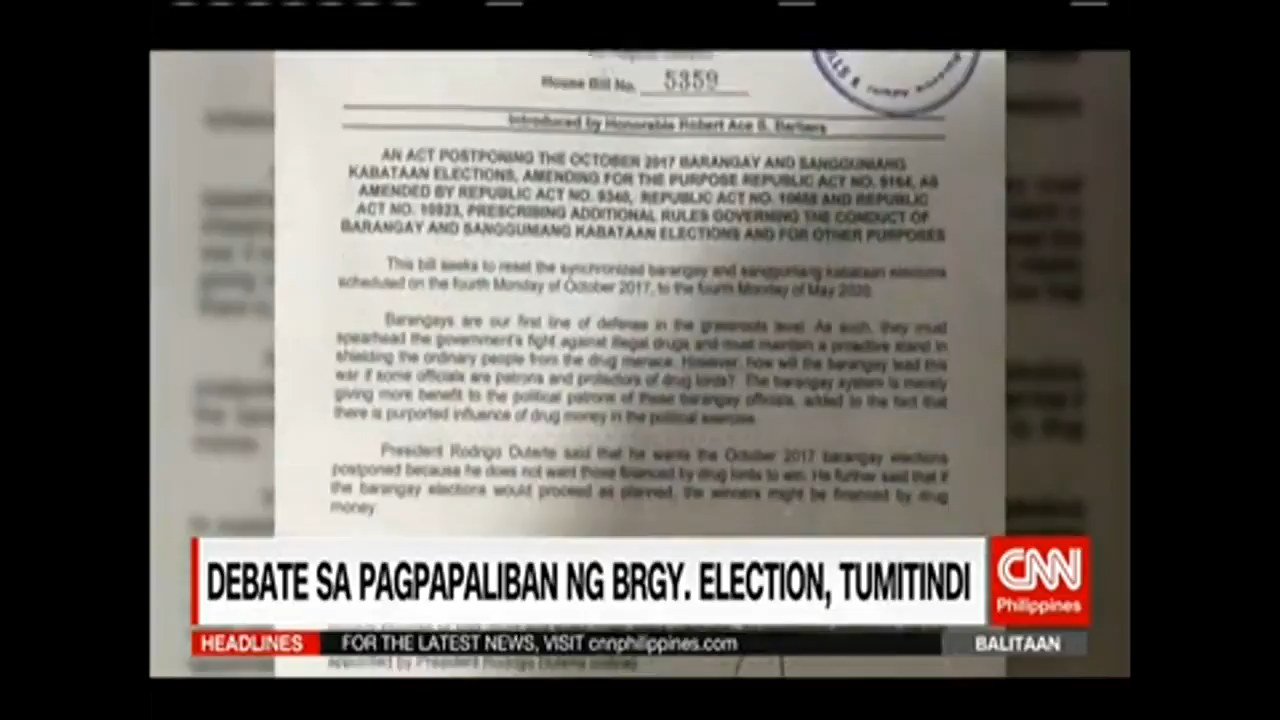 House Bill No. 5359
Introduced by Honorable Robert Ace S. Barbers
AN ACT POSTPONING THE OCTOBER 2017 BARANGAY AND SANGGUNIANG
KABATAAN ELECTIONS, AMENDING FOR THE PURPOSE REPUBLIC ACT NO. 9164, AS
AMENDED BY REPUBLIC ACT NO. 9340, REPUBLIC ACT NO. 10656 AND REPUBLIC
ACT NO. 10923, PRESCRIBING ADDITIONAL RULES GOVERNING THE CONDUCT OF
BARANGAY AND SANGGUNIANG KABATAAN ELECTIONS AND FOR OTHER PURPOSES
This bill seeks to reset the synchronized barangay and sangguniang kabataan elections
scheduled on the fourth Monday of October 2017, to the fourth Monday of May 2020.
Barangays are our first line of defense in the grassroots level. As such, they must
spearhead the government's fight against illegal drugs and must maintain a proactive stand in
shielding the ordinary people from the drug menace. However, how will the barangay lead this
war if some officials are patrons and protectors of drug lords? The barangay system is merely
giving more benefit to the political patrons of these barangay officials, added to the fact that
there is purported influence of drug money in the political exercise.
President Rodrigo Duterte said that he wants the October 2017 barangay elections
postponed because he does not want those financed by drug lords to win. He further said that if
the barangay elections would proceed as planned, the winners might be financed by drug
money.
DEBATE SA PAGPAPALIBAN NG BRGY. ELECTION, TUMITINDI
CNN
Philippines
HEADLINES FOR THE LATEST NEWS, VISIT cnnphilippines.com BALITAAN
appointed by President Rodrigo Duterte